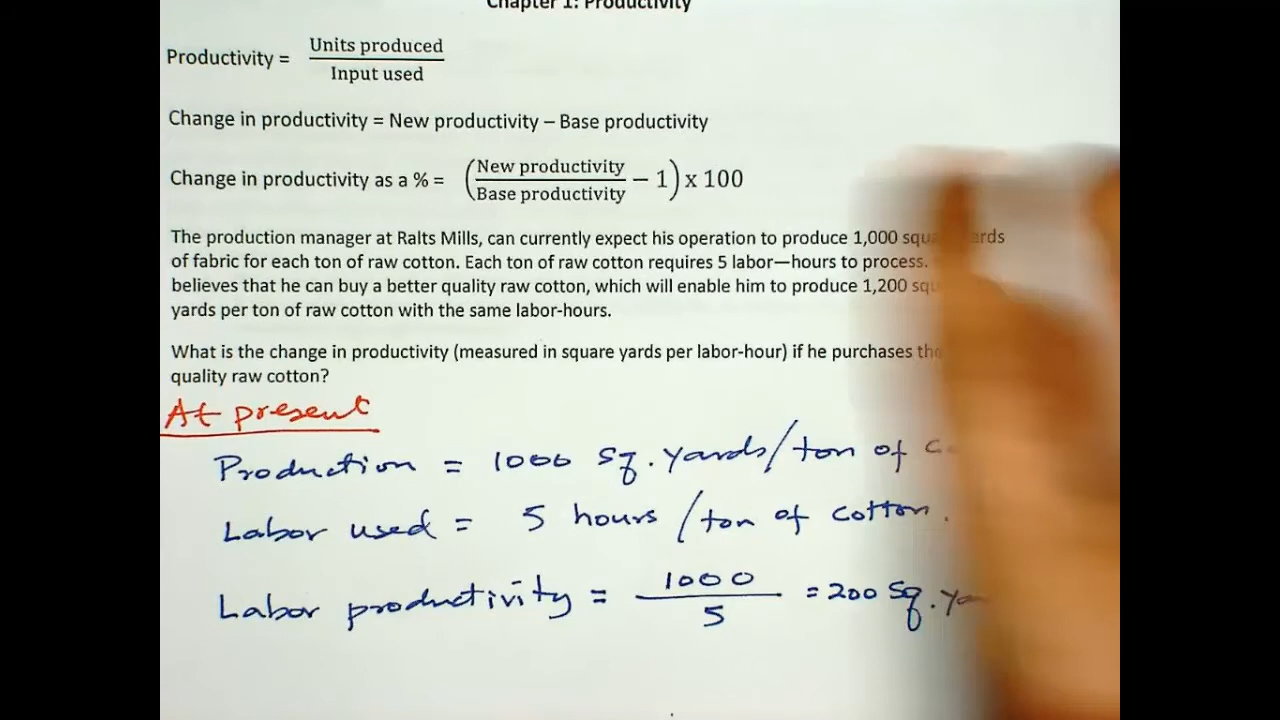 Chapter 1: Productivity
Productivity = Units produced / Input used
Change in productivity = New productivity – Base productivity
Change in productivity as a % = (New productivity / Base productivity − 1) x 100
The production manager at Ralts Mills, can currently expect his operation to produce 1,000
of fabric for each ton of raw cotton. Each ton of raw cotton requires 5 labor—hours to process.
believes that he can buy a better quality raw cotton, which will enable him to produce 1,200
yards per ton of raw cotton with the same labor-hours.
What is the change in productivity (measured in square yards per labor-hour) if he purchases
quality raw cotton?
At present
Production = 1000 sq. yards/ton of
Labor used = 5 hours /ton of cotton.
Labor productivity = 1000 / 5 = 200 sq.